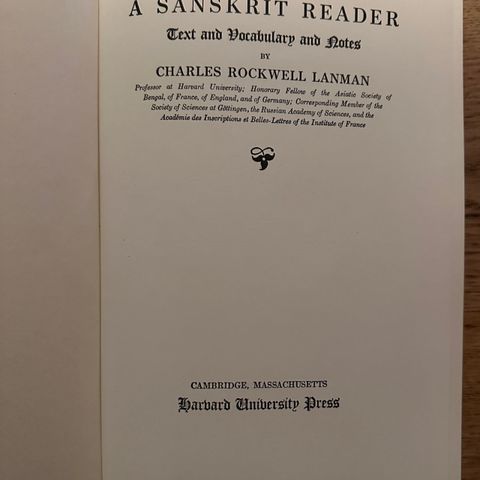 A SANSKRIT READER
Text and Vocabulary and Notes
BY
CHARLES ROCKWELL LANMAN
Professor at Harvard University; Honorary Fellow of the Asiatic Society of
Bengal, of France, of England, and of Germany; Corresponding Member of the
Society of Sciences at Göttingen, the Russian Academy of Sciences, and the
Académie des Inscriptions et Belles-Lettres of the Institute of France
CAMBRIDGE, MASSACHUSETTS
Harvard University Press